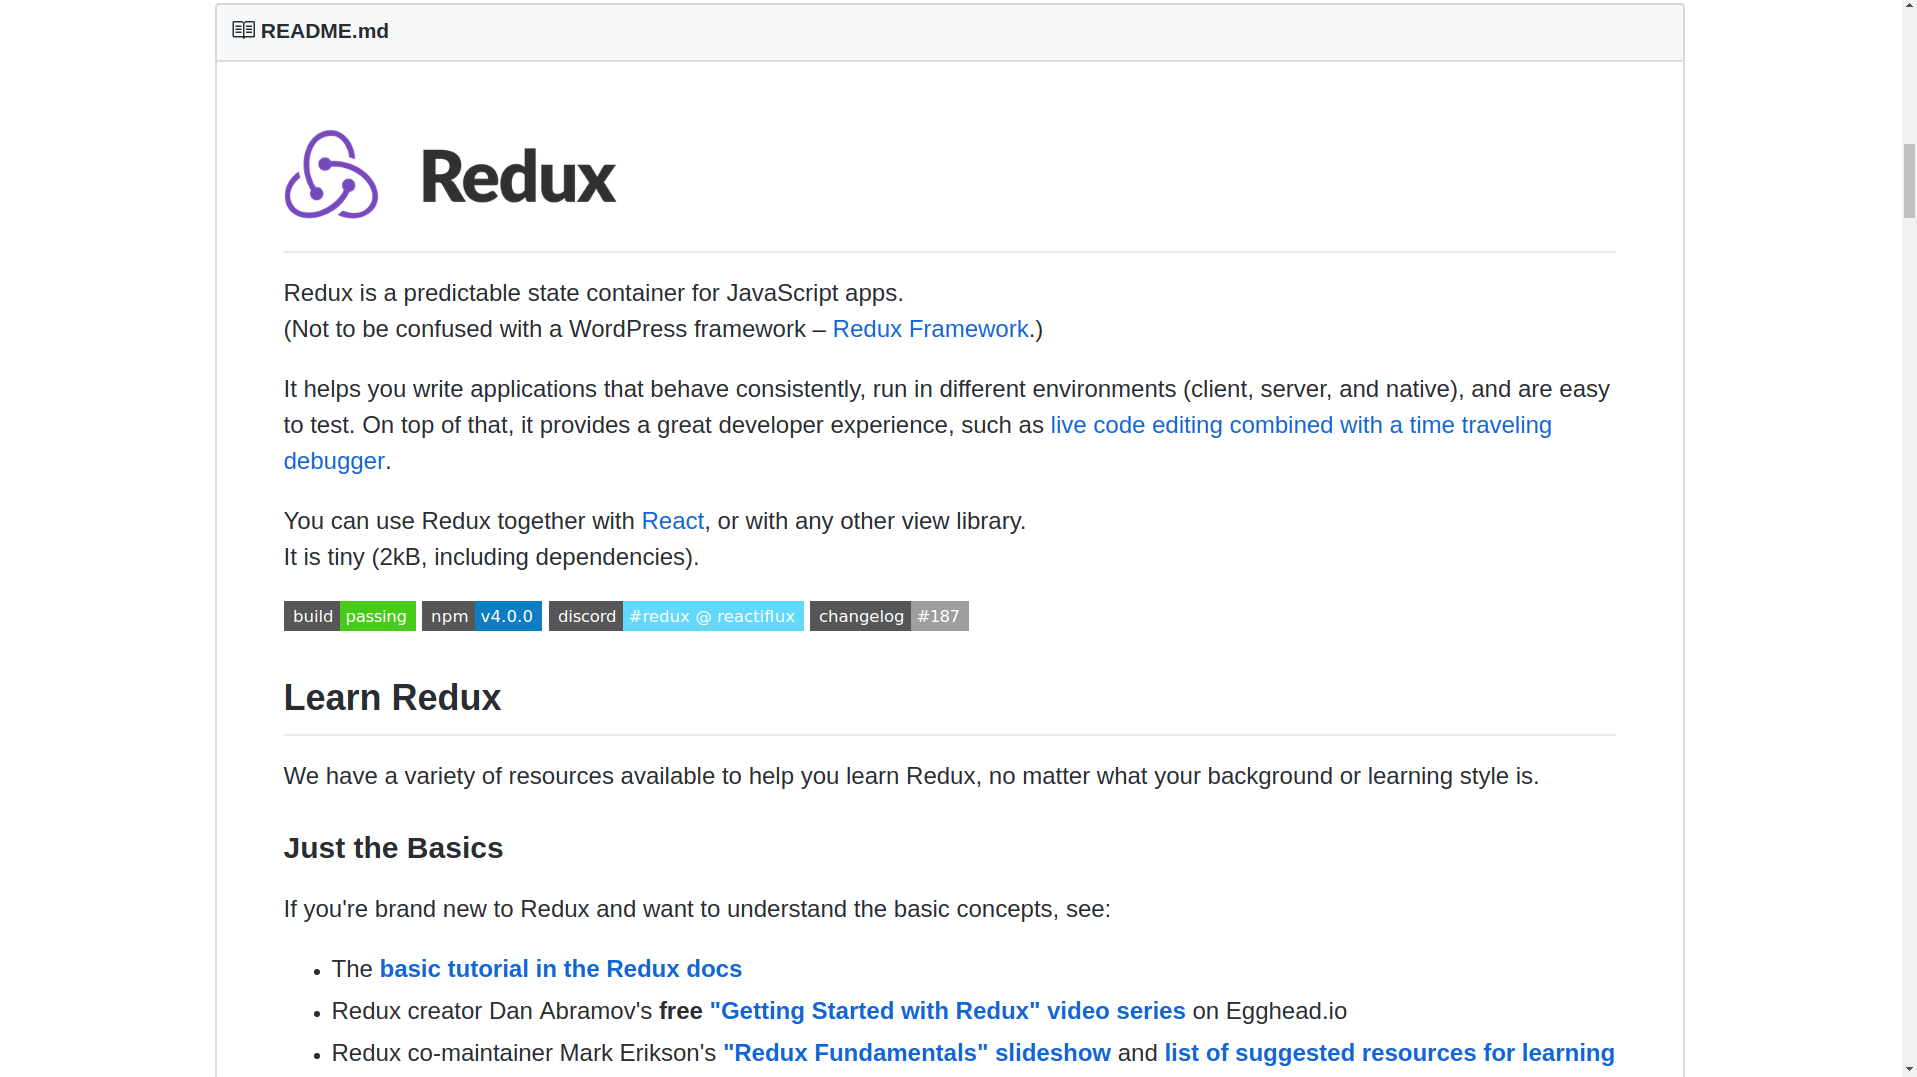 README.md
Redux
Redux is a predictable state container for JavaScript apps.
(Not to be confused with a WordPress framework – Redux Framework.)
It helps you write applications that behave consistently, run in different environments (client, server, and native), and are easy
to test. On top of that, it provides a great developer experience, such as live code editing combined with a time traveling
debugger.
You can use Redux together with React, or with any other view library.
It is tiny (2kB, including dependencies).
build passing npm v4.0.0 discord #redux @ reactiflux changelog #187
Learn Redux
We have a variety of resources available to help you learn Redux, no matter what your background or learning style is.
Just the Basics
If you're brand new to Redux and want to understand the basic concepts, see:
• The basic tutorial in the Redux docs
• Redux creator Dan Abramov's free "Getting Started with Redux" video series on Egghead.io
• Redux co-maintainer Mark Erikson's "Redux Fundamentals" slideshow and list of suggested resources for learning